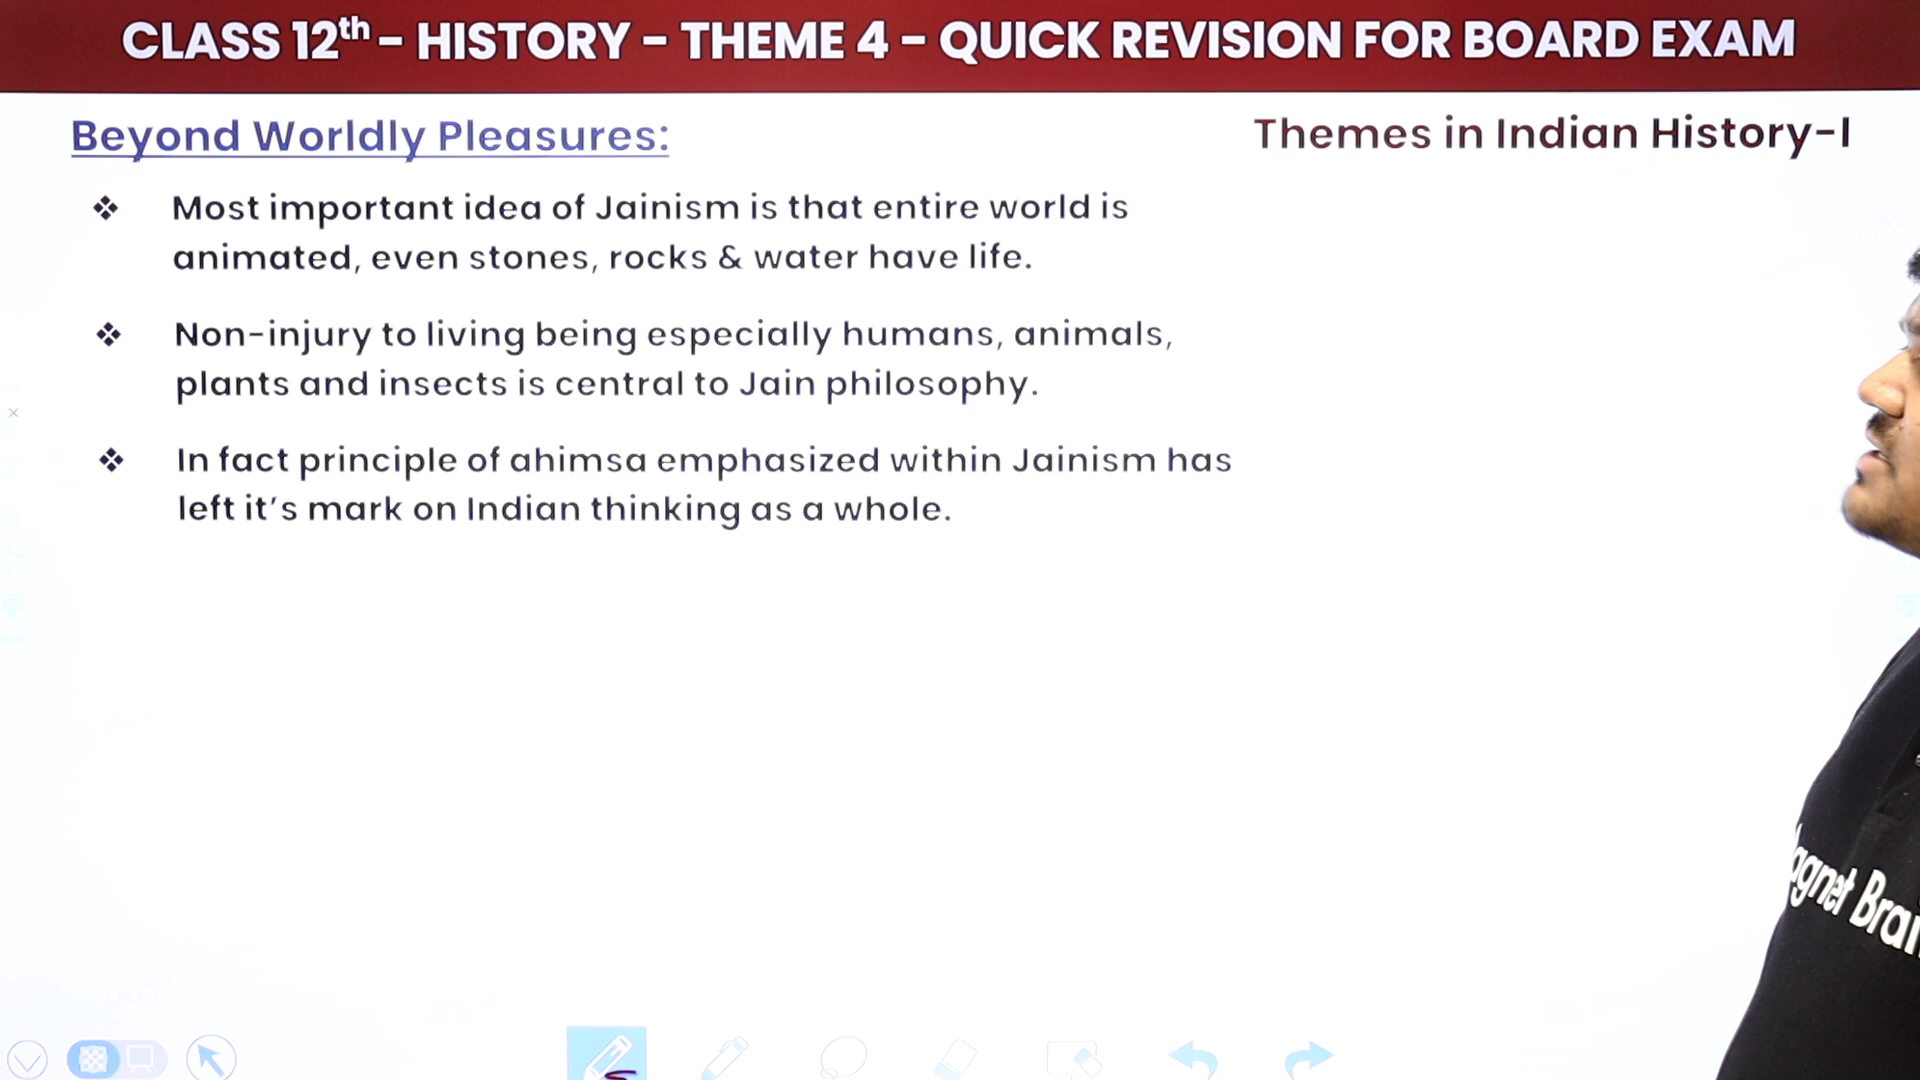 CLASS 12th - HISTORY - THEME 4 - QUICK REVISION FOR BOARD EXAM
Beyond Worldly Pleasures:
Themes in Indian History-I
❖ Most important idea of Jainism is that entire world is
animated, even stones, rocks & water have life.
❖ Non-injury to living being especially humans, animals,
plants and insects is central to Jain philosophy.
❖ In fact principle of ahimsa emphasized within Jainism has
left it's mark on Indian thinking as a whole.
agnet Brai